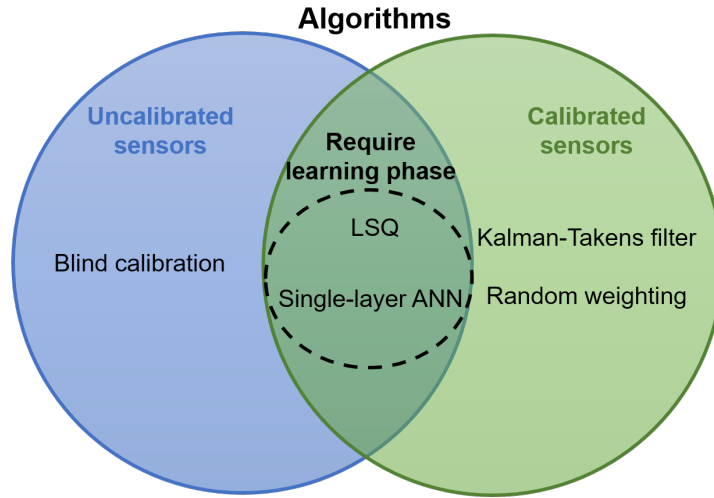 Algorithms
Uncalibrated
sensors
Calibrated
sensors
Require
learning phase
LSQ
Kalman-Takens filter
Blind calibration
Single-layer ANN
Random weighting